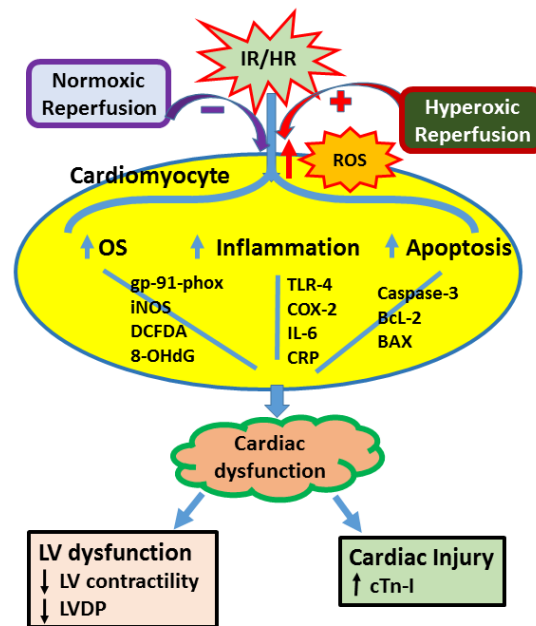 IR/HR
Normoxic
Reperfusion
−
+
Hyperoxic
Reperfusion
ROS
Cardiomyocyte
OS
Inflammation
Apoptosis
gp-91-phox
iNOS
DCFDA
8-OHdG
TLR-4
COX-2
IL-6
CRP
Caspase-3
BcL-2
BAX
Cardiac
dysfunction
LV dysfunction
↓ LV contractility
↓ LVDP
Cardiac Injury
↑ cTn-I